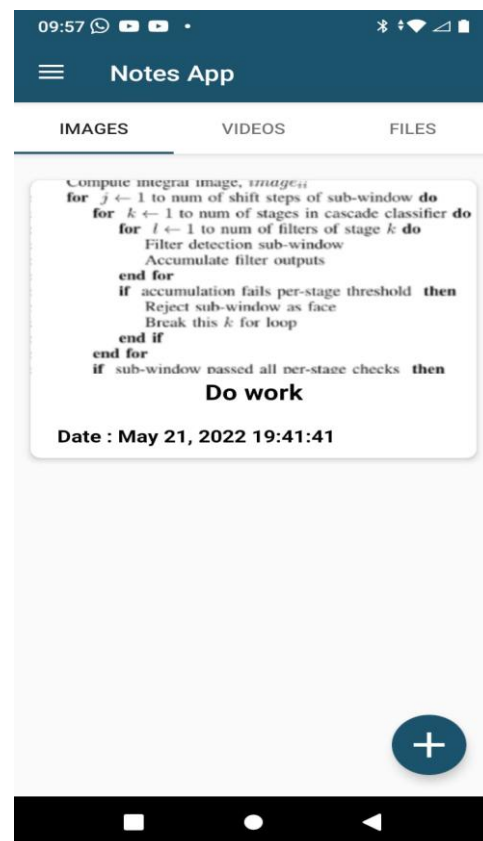 09:57
Notes App
IMAGES VIDEOS FILES
Compute integral image, image_ii
for j ← 1 to num of shift steps of sub-window do
for k ← 1 to num of stages in cascade classifier do
for l ← 1 to num of filters of stage k do
Filter detection sub-window
Accumulate filter outputs
end for
if accumulation fails per-stage threshold then
Reject sub-window as face
Break this k for loop
end if
end for
if sub-window passed all per-stage checks then
Do work
Date : May 21, 2022 19:41:41